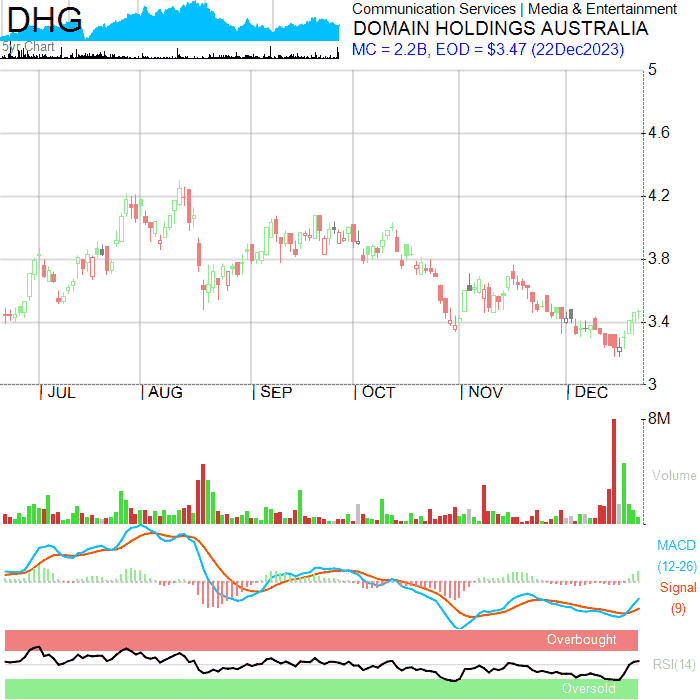 DHG
5yr Chart
Communication Services | Media & Entertainment
DOMAIN HOLDINGS AUSTRALIA
MC = 2.2B, EOD = $3.47 (22Dec2023)
5
4.6
4.2
3.8
3.4
3
JUL
AUG
SEP
OCT
NOV
DEC
8M
Volume
MACD
(12-26)
Signal
(9)
Overbought
RSI(14)
Oversold